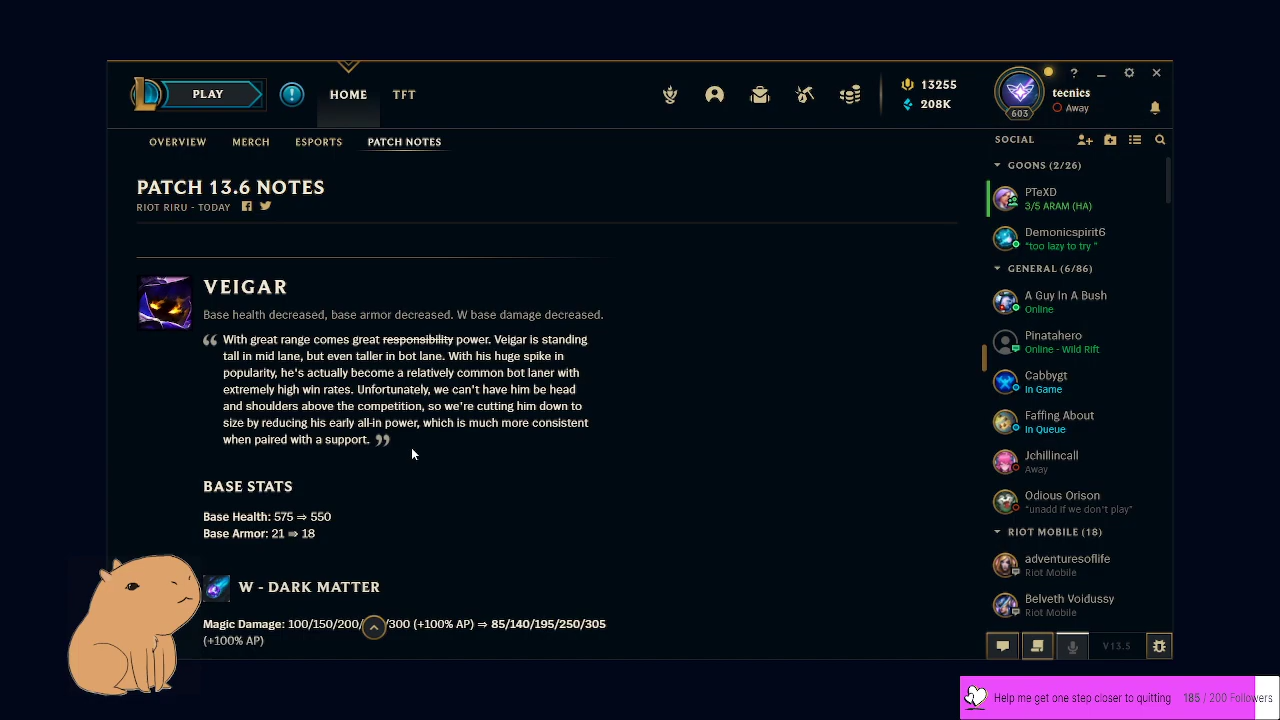 PLAY
HOME
TFT
13255
208K
603
?
tecnics
Away
OVERVIEW
MERCH
ESPORTS
PATCH NOTES
SOCIAL
PATCH 13.6 NOTES
RIOT RIRU - TODAY
VEIGAR
Base health decreased, base armor decreased. W base damage decreased.
With great range comes great responsibility power. Veigar is standing
tall in mid lane, but even taller in bot lane. With his huge spike in
popularity, he's actually become a relatively common bot laner with
extremely high win rates. Unfortunately, we can't have him be head
and shoulders above the competition, so we're cutting him down to
size by reducing his early all-in power, which is much more consistent
when paired with a support.
BASE STATS
Base Health: 575 ⇒ 550
Base Armor: 21 ⇒ 18
W - DARK MATTER
Magic Damage: 100/150/200/ /300 (+100% AP) ⇒ 85/140/195/250/305
(+100% AP)
GOONS (2/26)
PTeXD
3/5 ARAM (HA)
Demonicspirit6
"too lazy to try "
GENERAL (6/86)
A Guy In A Bush
Online
Pinatahero
Online - Wild Rift
Cabbygt
In Game
Faffing About
In Queue
Jchillincall
Away
Odious Orison
"unadd if we don't play"
RIOT MOBILE (18)
adventuresoflife
Riot Mobile
Belveth Voidussy
Riot Mobile
V13.5
Help me get one step closer to quitting 185 / 200 Followers